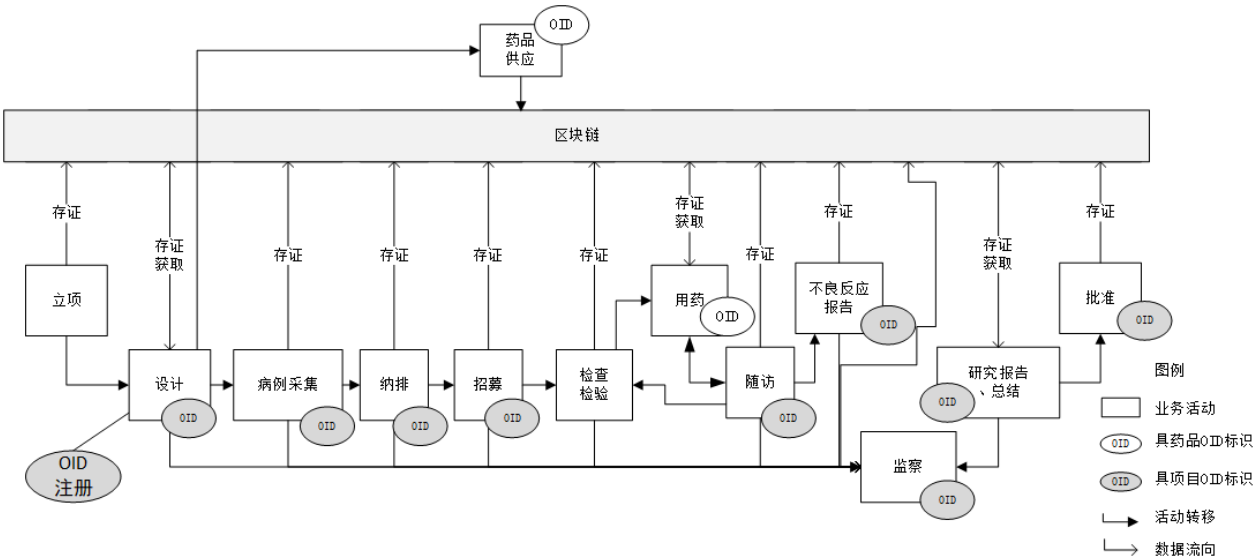 OID
药品
供应
区块链
存证
存证
获取
存证
存证
存证
存证
存证
获取
存证
存证
存证
获取
存证
立项
用药
OID
不良反应
报告
OID
批准
OID
设计
OID
病例采集
OID
纳排
OID
招募
OID
检查
检验
随访
OID
研究报告
、总结
OID
OID
注册
监察
OID
图例
业务活动
OID
具药品OID标识
OID
具项目OID标识
活动转移
数据流向